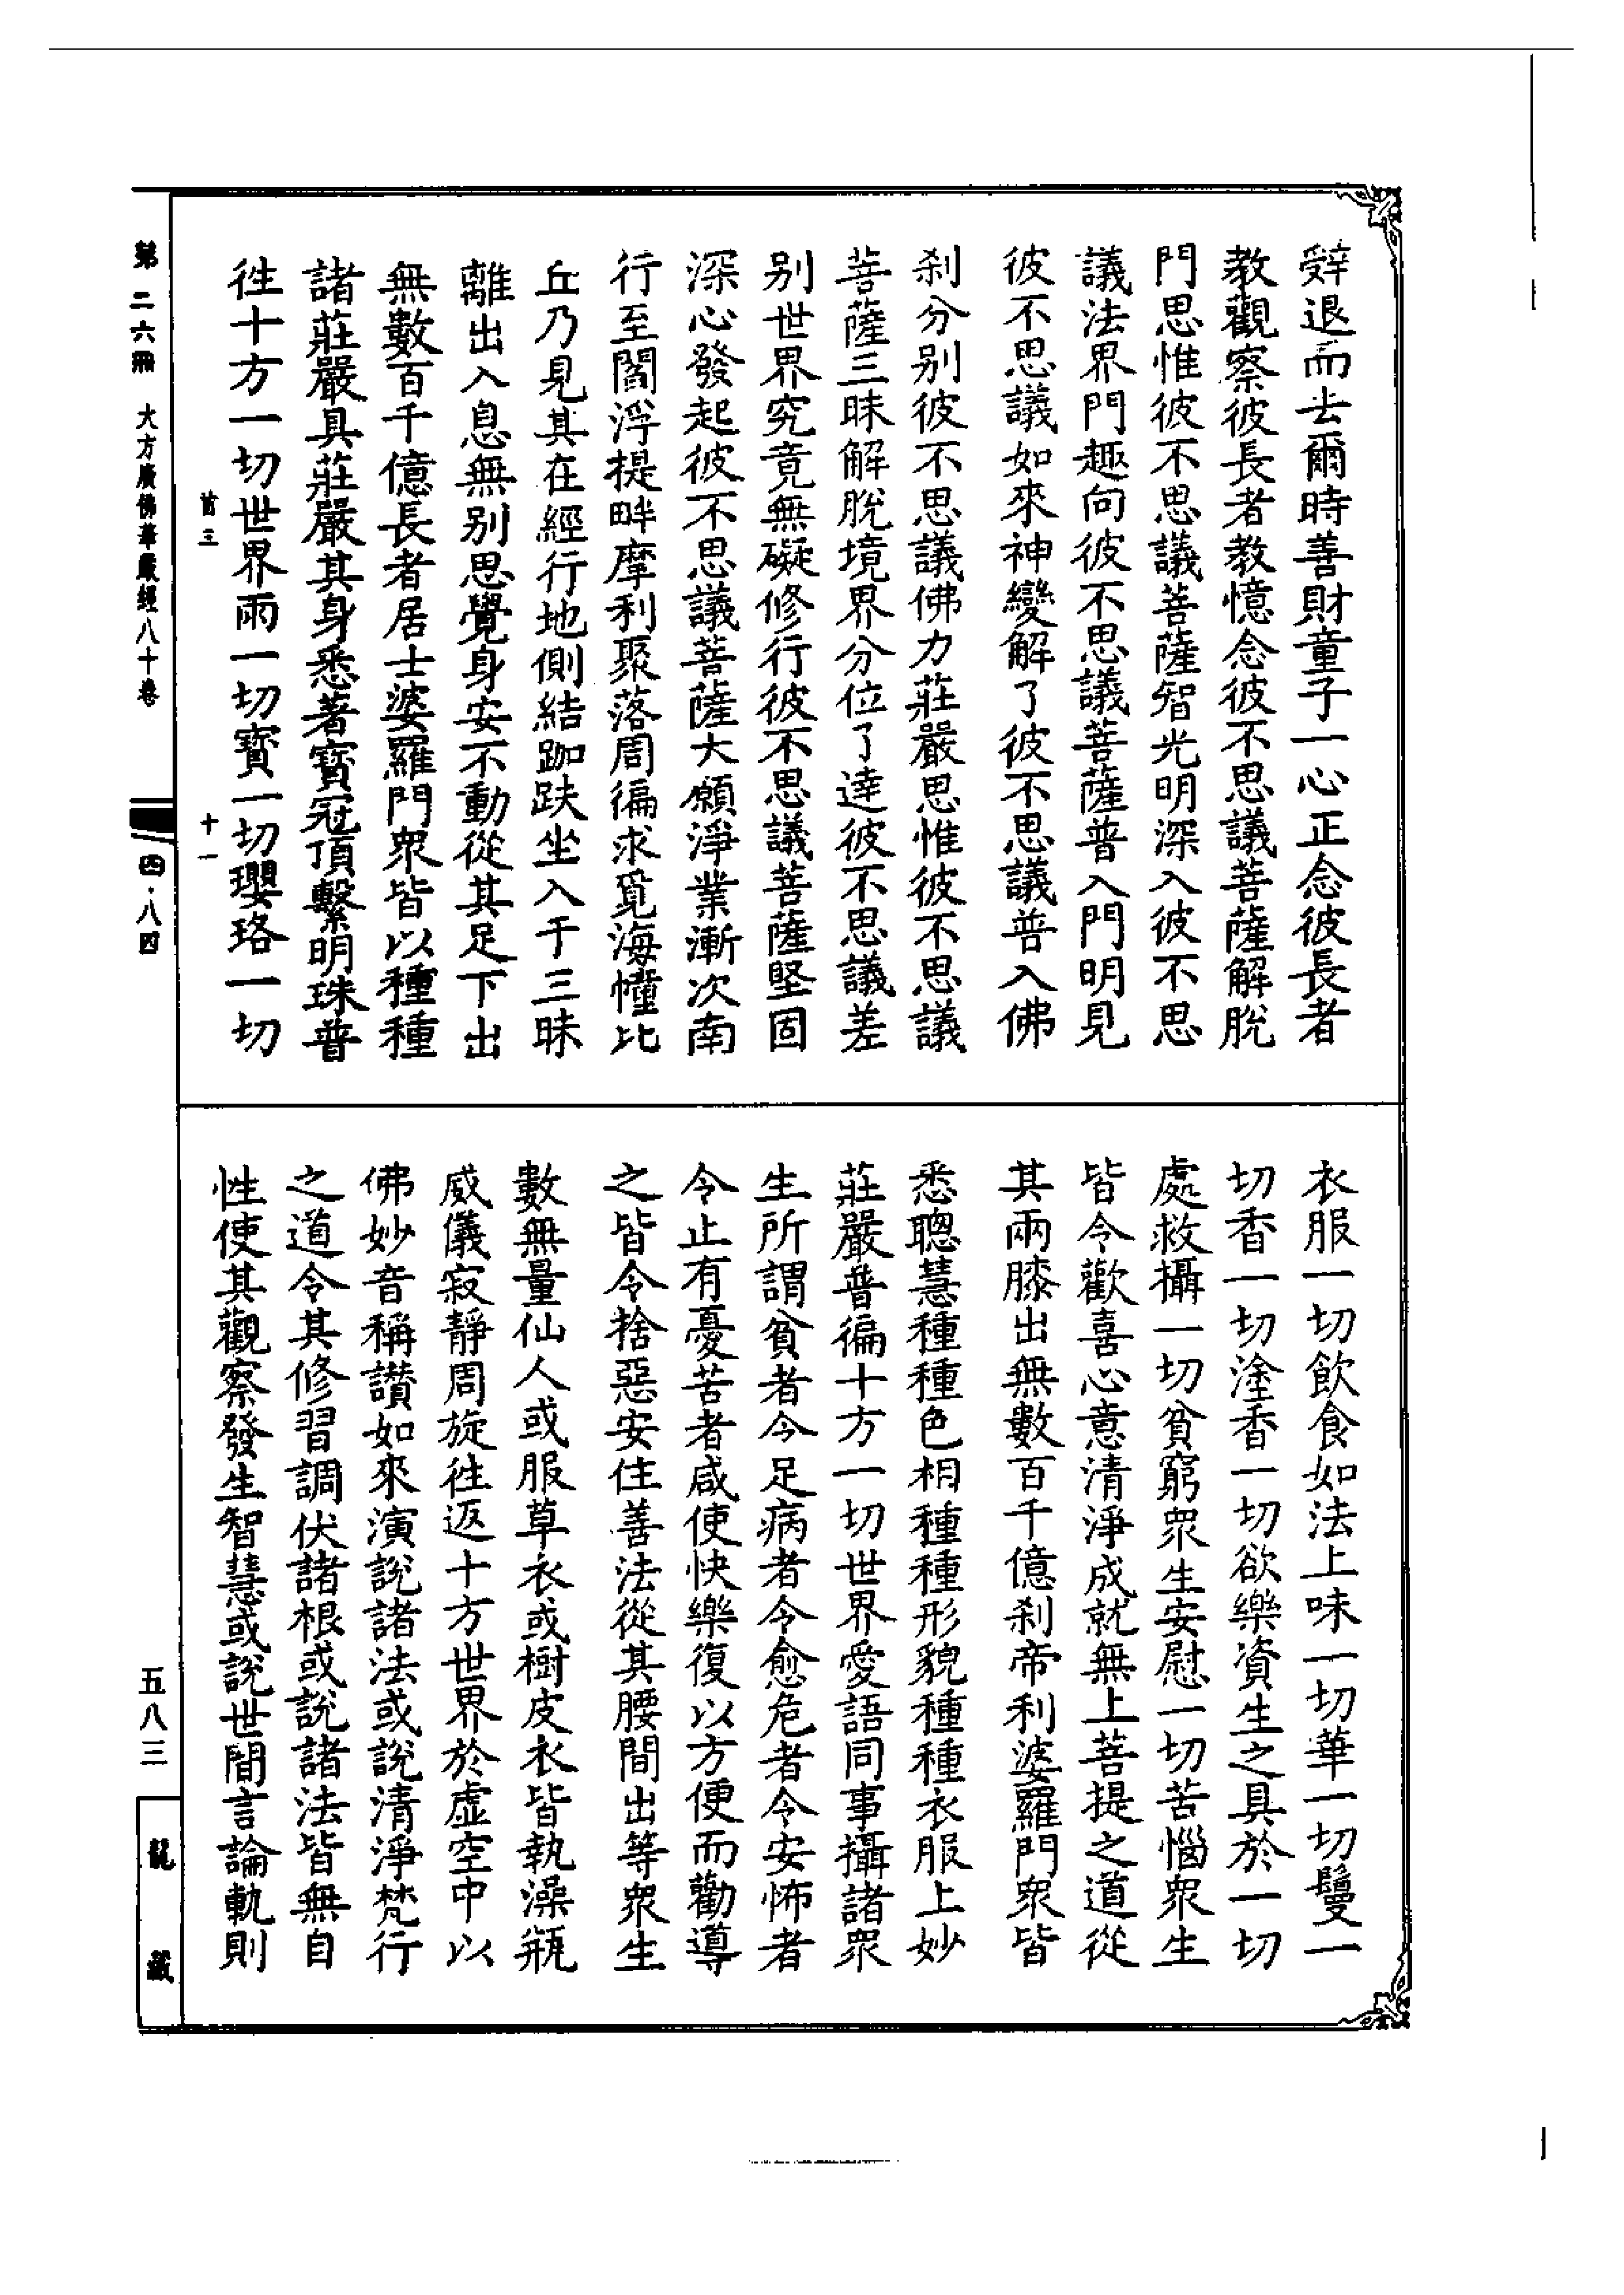 辤退而去爾時善財童子一心正念彼長者
教觀察彼長者教憶念彼不思議菩薩解脫
門思惟彼不思議菩薩智光明深入彼不思
議法界門趣向彼不思議菩薩普入門明見
彼不思議如來神變解了彼不思議普入佛
剎分別彼不思議佛力莊嚴思惟彼不思議
菩薩三昧解脫境界分位了達彼不思議差
別世界究竟無礙修行彼不思議菩薩堅固
深心發起彼不思議菩薩大願淨業漸次南
行至閻浮提畔摩利聚落周徧求覓海幢比
丘乃見其在經行地側結跏趺坐入于三昧
離出入息無別思覺身安不動從其足下出
無數百千億長者居士婆羅門眾皆以種種
諸莊嚴具莊嚴其身悉著寶冠頂繫明珠普
徃十方一切世界雨一切寶一切瓔珞一切
衣服一切飲食如法上味一切華一切鬘一
切香一切塗香一切欲樂資生之具於一切
處救攝一切貧窮眾生安慰一切苦惱眾生
皆令歡喜心意清淨成就無上菩提之道從
其兩膝出無數百千億剎帝利婆羅門眾皆
悉聰慧種種色相種種形貌種種衣服上妙
莊嚴普徧十方一切世界愛語同事攝諸眾
生所謂貧者令足病者令愈危者令安怖者
令止有憂苦者咸使快樂復以方便而勸導
之皆令捨惡安住善法從其腰間出等眾生
數無量仙人或服草衣或樹皮衣皆執澡瓶
威儀寂靜周旋徃返十方世界於虛空中以
佛妙音稱讚如來演說諸法或說清淨梵行
之道令其修習調伏諸根或說諸法皆無自
性使其觀察發生智慧或說世間言論軌則
第二六冊 大方廣佛華嚴經八十卷
首三
十一
四·八四
五八三
龍藏